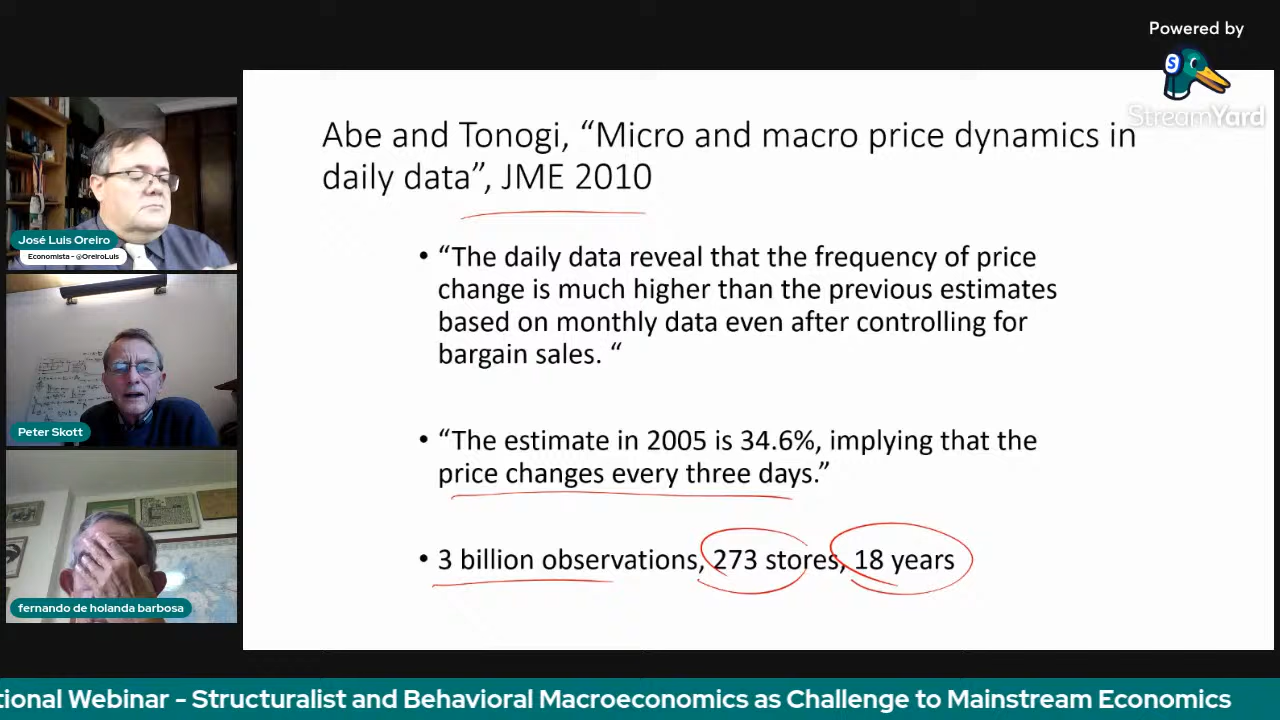 Powered by
S
StreamYard
Abe and Tonogi, “Micro and macro price dynamics in
daily data”, JME 2010
• “The daily data reveal that the frequency of price
change is much higher than the previous estimates
based on monthly data even after controlling for
bargain sales. “
• “The estimate in 2005 is 34.6%, implying that the
price changes every three days.”
• 3 billion observations, 273 stores, 18 years
José Luis Oreiro
Economista - @OreiroLuis
Peter Skott
fernando de holanda barbosa
tional Webinar - Structuralist and Behavioral Macroeconomics as Challenge to Mainstream Economics